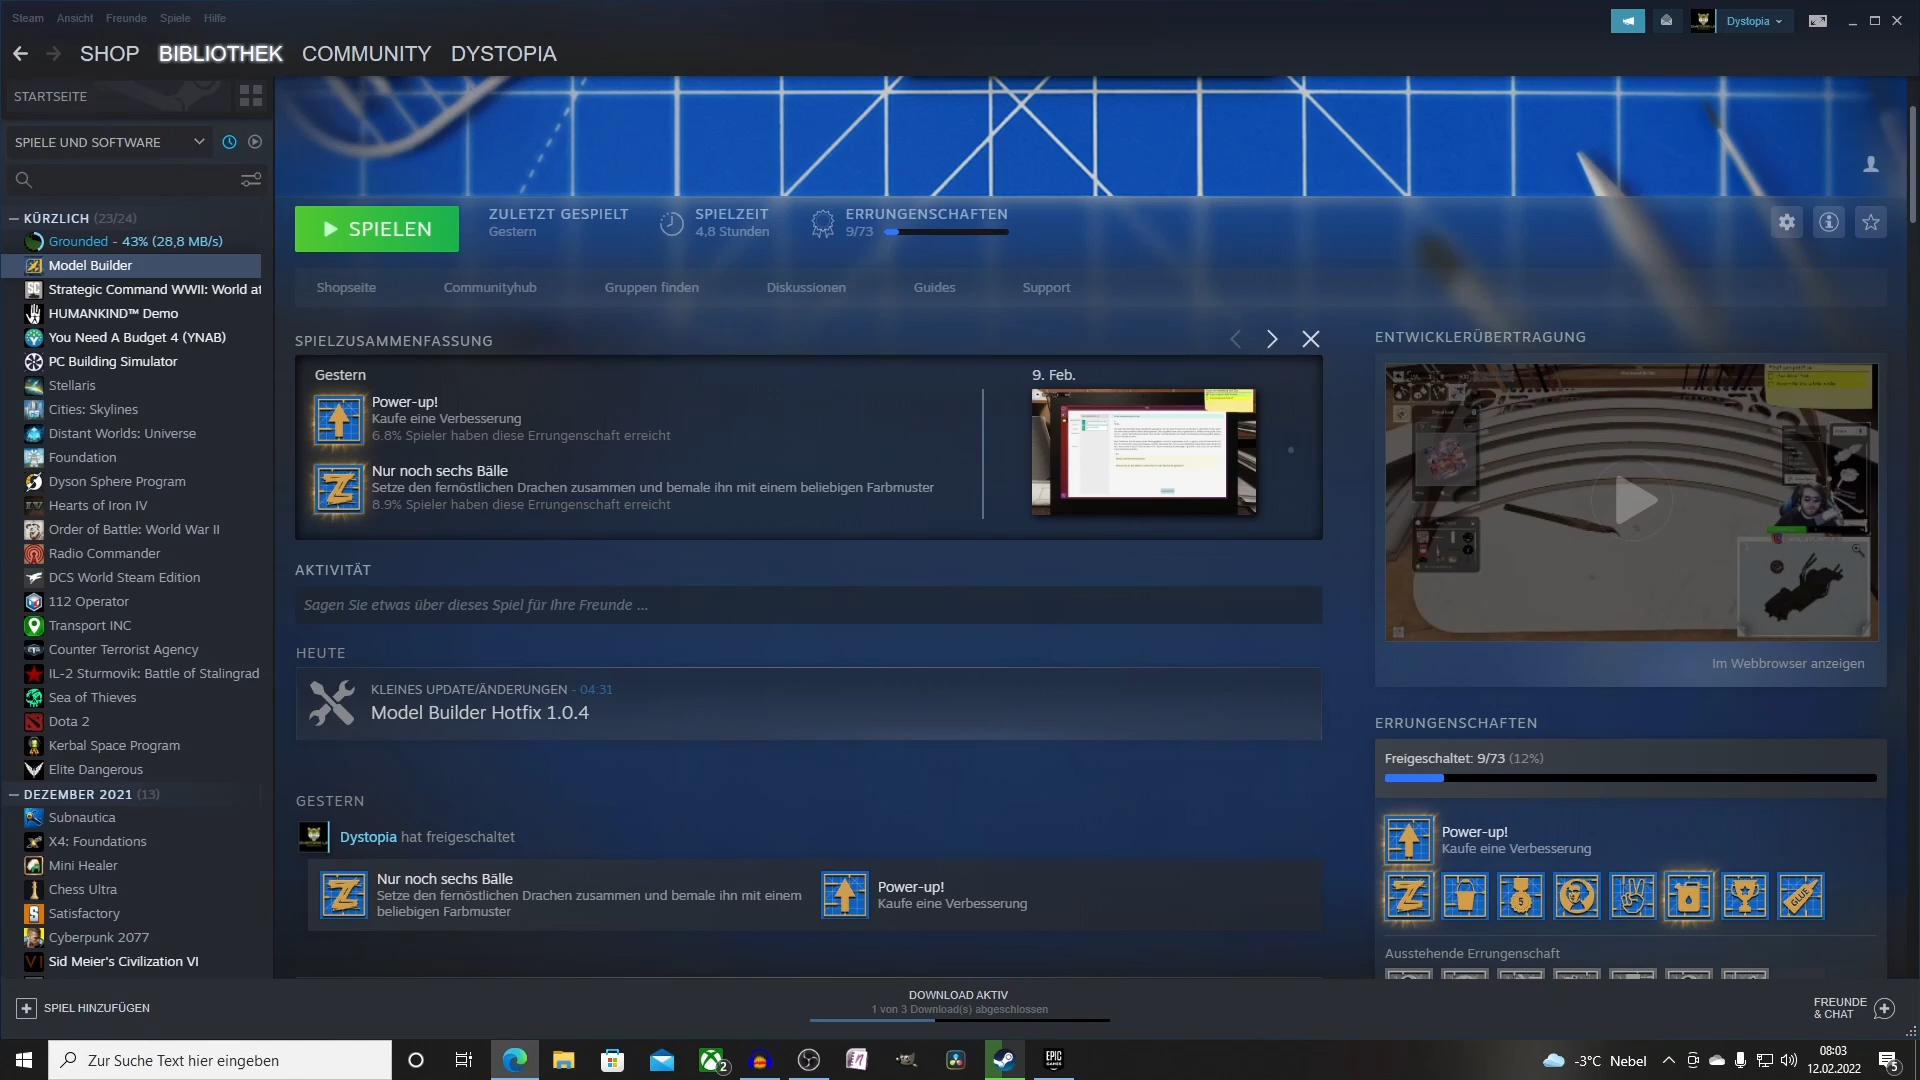 Steam Ansicht Freunde Spiele Hilfe
Dystopia
SHOP BIBLIOTHEK COMMUNITY DYSTOPIA
STARTSEITE
SPIELE UND SOFTWARE
KÜRZLICH (23/24)
Grounded - 43% (28,8 MB/s)
Model Builder
Strategic Command WWII: World a
HUMANKIND™ Demo
You Need A Budget 4 (YNAB)
PC Building Simulator
Stellaris
Cities: Skylines
Distant Worlds: Universe
Foundation
Dyson Sphere Program
Hearts of Iron IV
Order of Battle: World War II
Radio Commander
DCS World Steam Edition
112 Operator
Transport INC
Counter Terrorist Agency
IL-2 Sturmovik: Battle of Stalingrad
Sea of Thieves
Dota 2
Kerbal Space Program
Elite Dangerous
DEZEMBER 2021 (13)
Subnautica
X4: Foundations
Mini Healer
Chess Ultra
Satisfactory
Cyberpunk 2077
Sid Meier's Civilization VI
SPIELEN
ZULETZT GESPIELT
Gestern
SPIELZEIT
4,8 Stunden
ERRUNGENSCHAFTEN
9/73
Shopseite Communityhub Gruppen finden Diskussionen Guides Support
SPIELZUSAMMENFASSUNG
Gestern
Power-up!
Kaufe eine Verbesserung
6.8% Spieler haben diese Errungenschaft erreicht
Nur noch sechs Bälle
Setze den fernöstlichen Drachen zusammen und bemale ihn mit einem beliebigen Farbmuster
8.9% Spieler haben diese Errungenschaft erreicht
9. Feb.
AKTIVITÄT
Sagen Sie etwas über dieses Spiel für Ihre Freunde ...
HEUTE
KLEINES UPDATE/ÄNDERUNGEN - 04:31
Model Builder Hotfix 1.0.4
GESTERN
Dystopia hat freigeschaltet
Nur noch sechs Bälle
Setze den fernöstlichen Drachen zusammen und bemale ihn mit einem
beliebigen Farbmuster
Power-up!
Kaufe eine Verbesserung
ENTWICKLERÜBERTRAGUNG
Im Webbrowser anzeigen
ERRUNGENSCHAFTEN
Freigeschaltet: 9/73 (12%)
Power-up!
Kaufe eine Verbesserung
5
GLUE
Ausstehende Errungenschaft
SPIEL HINZUFÜGEN
DOWNLOAD AKTIV
1 von 3 Download(s) abgeschlossen
FREUNDE
& CHAT
Zur Suche Text hier eingeben
2
EPIC
GAMES
-3°C Nebel
08:03
12.02.2022
5